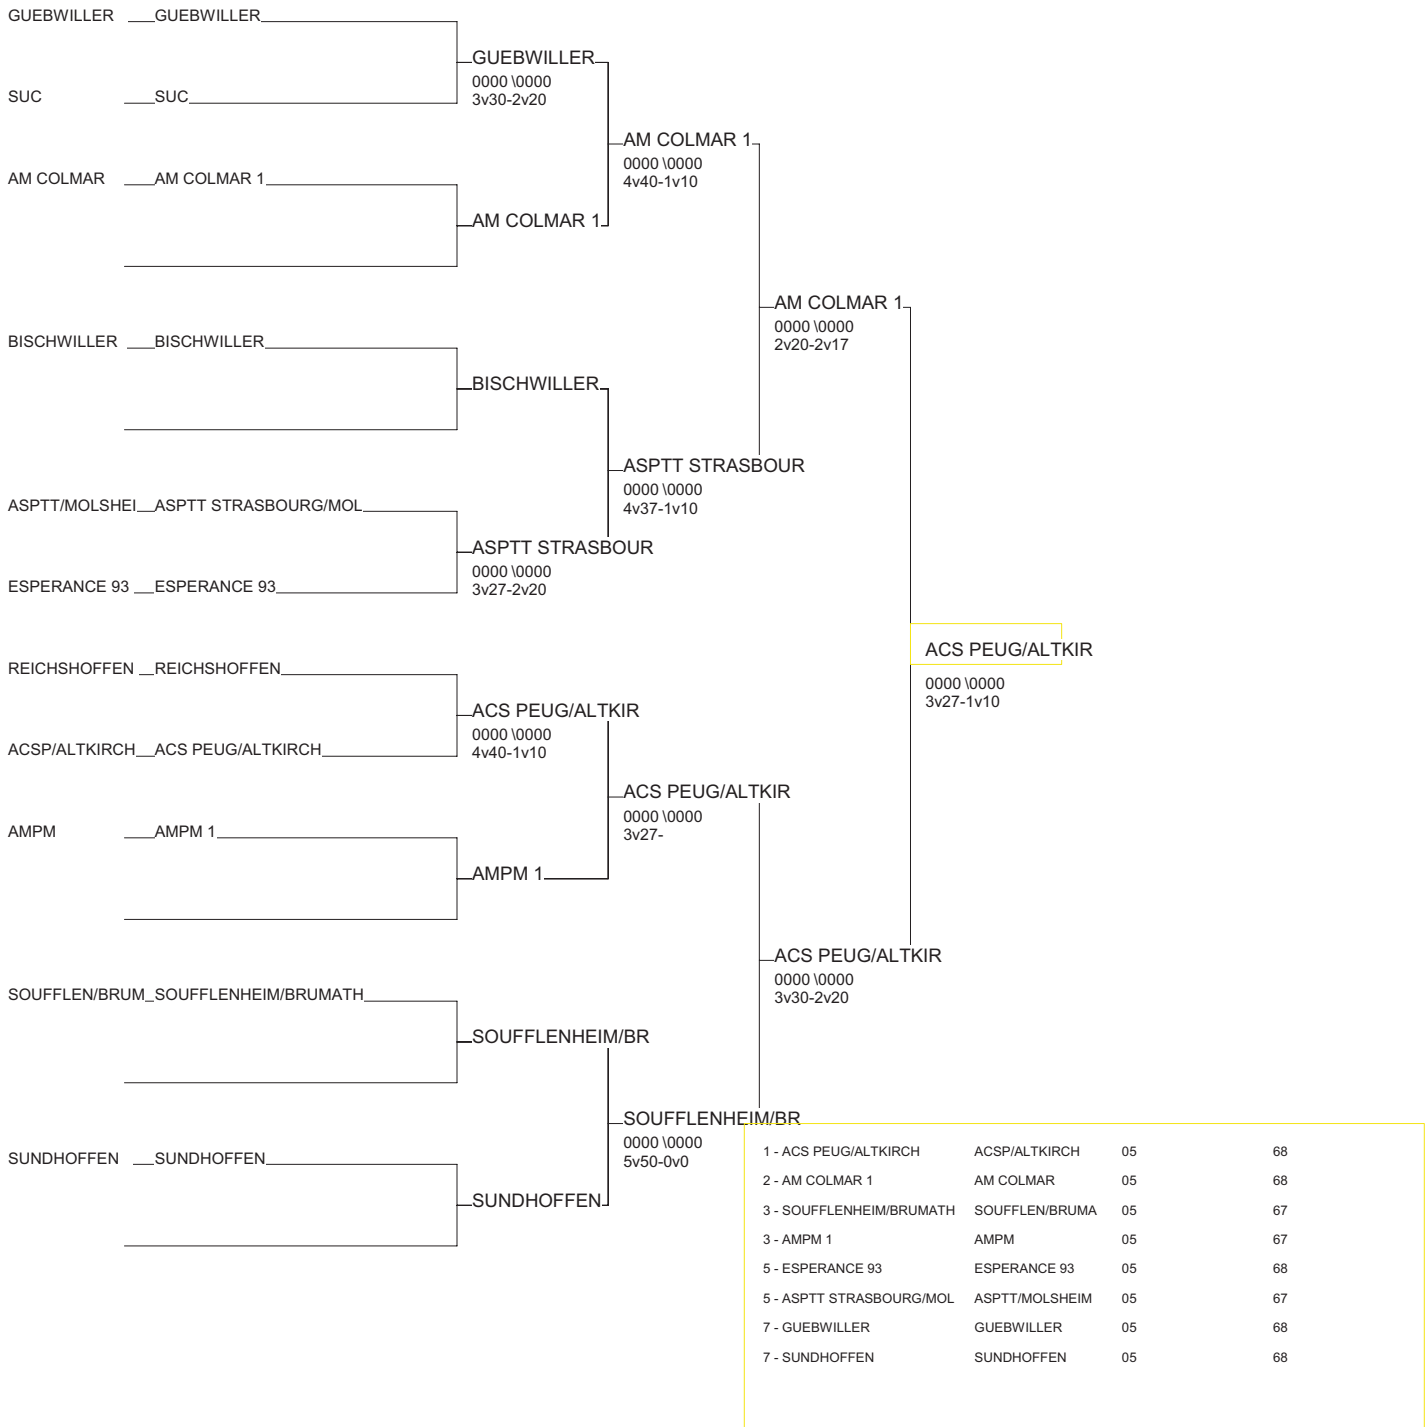 GUEBWILLER GUEBWILLER
GUEBWILLER
0000 \0000
3v30-2v20
SUC SUC
AM COLMAR 1
0000 \0000
4v40-1v10
AM COLMAR AM COLMAR 1
AM COLMAR 1
AM COLMAR 1
0000 \0000
2v20-2v17
BISCHWILLER BISCHWILLER
BISCHWILLER
ASPTT STRASBOUR
0000 \0000
4v37-1v10
ASPTT/MOLSHEI ASPTT STRASBOURG/MOL
ASPTT STRASBOUR
0000 \0000
3v27-2v20
ESPERANCE 93 ESPERANCE 93
ACS PEUG/ALTKIR
0000 \0000
3v27-1v10
REICHSHOFFEN REICHSHOFFEN
ACS PEUG/ALTKIR
0000 \0000
4v40-1v10
ACSP/ALTKIRCH ACS PEUG/ALTKIRCH
ACS PEUG/ALTKIR
0000 \0000
3v27-
AMPM AMPM 1
AMPM 1
ACS PEUG/ALTKIR
0000 \0000
3v30-2v20
SOUFFLEN/BRUM SOUFFLENHEIM/BRUMATH
SOUFFLENHEIM/BR
SOUFFLENHEIM/BR
0000 \0000
5v50-0v0
SUNDHOFFEN SUNDHOFFEN
SUNDHOFFEN
1 - ACS PEUG/ALTKIRCH ACSP/ALTKIRCH 05 68
2 - AM COLMAR 1 AM COLMAR 05 68
3 - SOUFFLENHEIM/BRUMATH SOUFFLEN/BRUMA 05 67
3 - AMPM 1 AMPM 05 67
5 - ESPERANCE 93 ESPERANCE 93 05 68
5 - ASPTT STRASBOURG/MOL ASPTT/MOLSHEIM 05 67
7 - GUEBWILLER GUEBWILLER 05 68
7 - SUNDHOFFEN SUNDHOFFEN 05 68